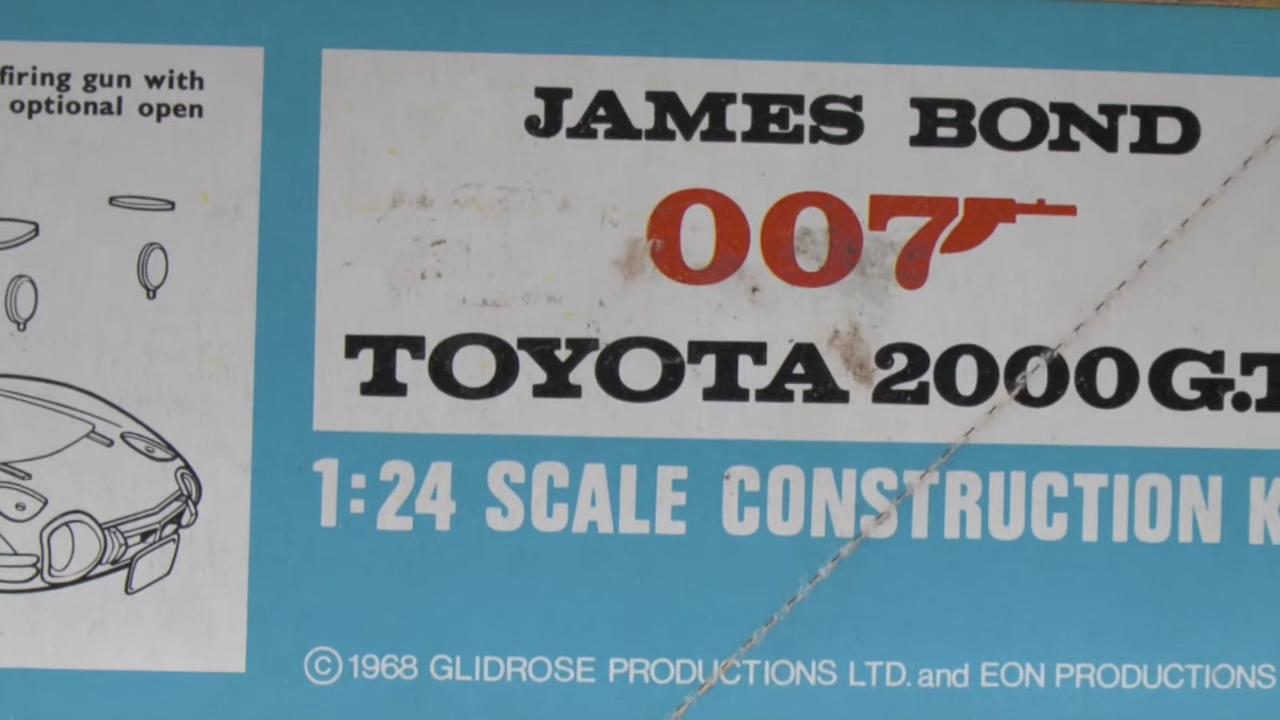 firing gun with
optional open
JAMES BOND
007
TOYOTA 2000 G.T
1:24 SCALE CONSTRUCTION K
© 1968 GLIDROSE PRODUCTIONS LTD. and EON PRODUCTIONS